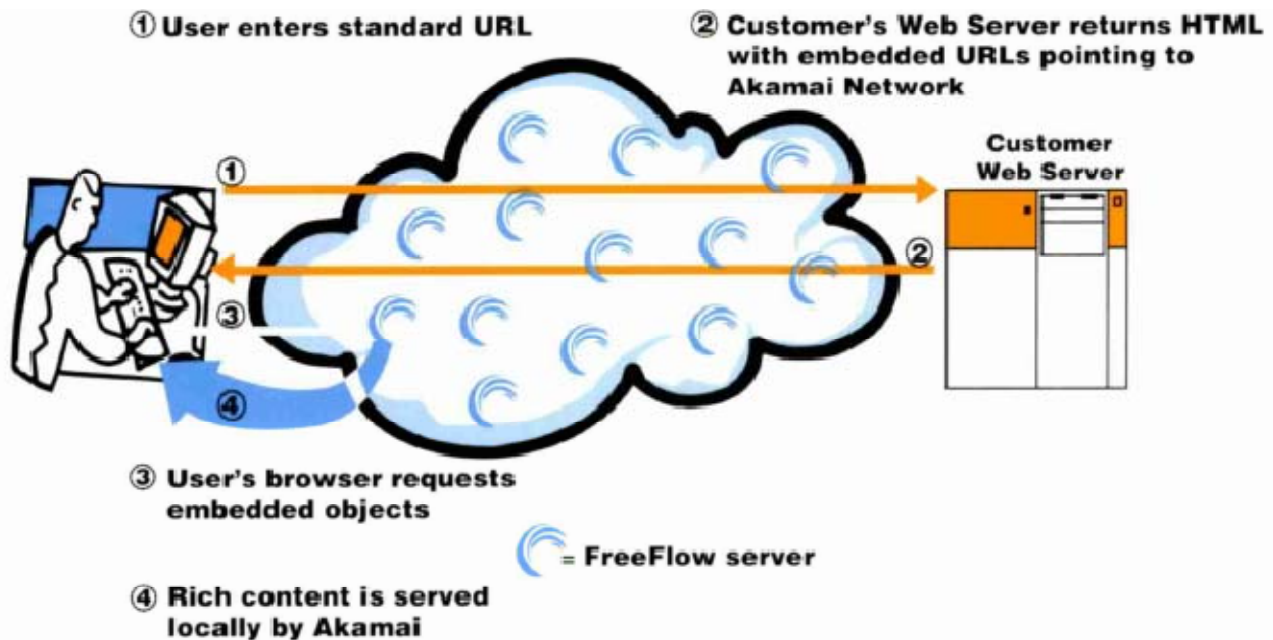 ① User enters standard URL
② Customer's Web Server returns HTML
with embedded URLs pointing to
Akamai Network
Customer
Web Server
①
②
③
④
③ User's browser requests
embedded objects
= FreeFlow server
④ Rich content is served
locally by Akamai